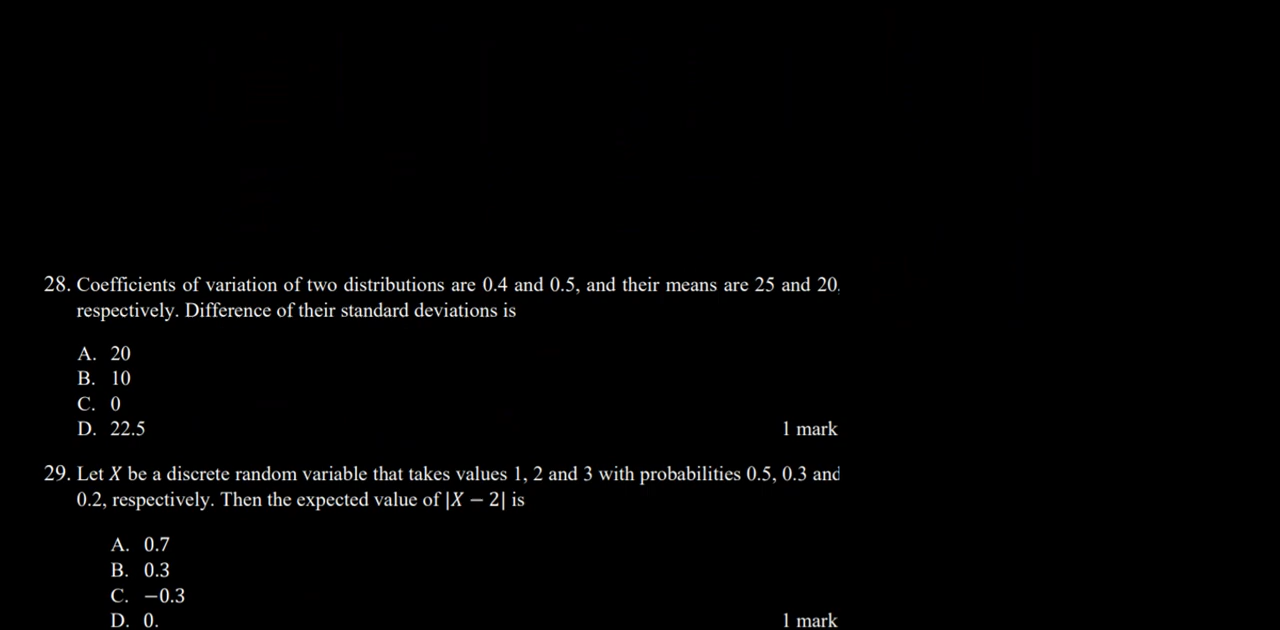 28. Coefficients of variation of two distributions are 0.4 and 0.5, and their means are 25 and 20,
respectively. Difference of their standard deviations is
A. 20
B. 10
C. 0
D. 22.5
1 mark
29. Let X be a discrete random variable that takes values 1, 2 and 3 with probabilities 0.5, 0.3 and
0.2, respectively. Then the expected value of |X − 2| is
A. 0.7
B. 0.3
C. −0.3
D. 0.
1 mark